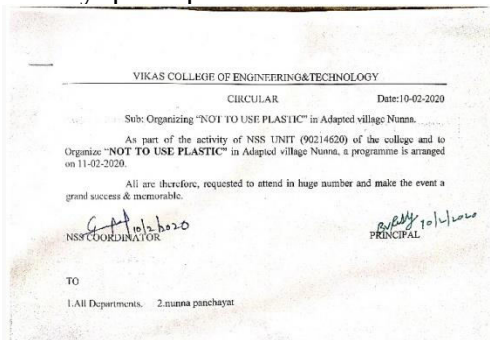 VIKAS COLLEGE OF ENGINEERING&TECHNOLOGY
CIRCULAR Date:10-02-2020
Sub: Organizing “NOT TO USE PLASTIC” in Adapted village Nunna.
As part of the activity of NSS UNIT (90214620) of the college and to
Organize “NOT TO USE PLASTIC” in Adapted village Nunna, a programme is arranged
on 11-02-2020.
All are therefore, requested to attend in huge number and make the event a
grand success & memorable.
10/2/2020 10/2/2020
NSS COORDINATOR PRINCIPAL
TO
1.All Departments. 2.nunna panchayat